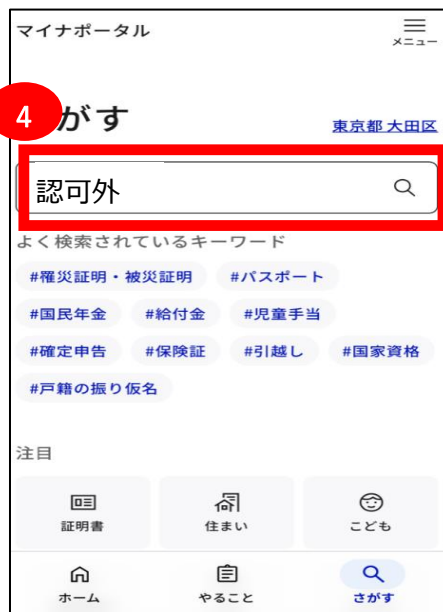 マイナポータル
メニュー
4
がす
東京都 大田区
認可外
よく検索されているキーワード
#罹災証明・被災証明 #パスポート
#国民年金 #給付金 #児童手当
#確定申告 #保険証 #引越し #国家資格
#戸籍の振り仮名
注目
証明書 住まい こども
ホーム やること さがす